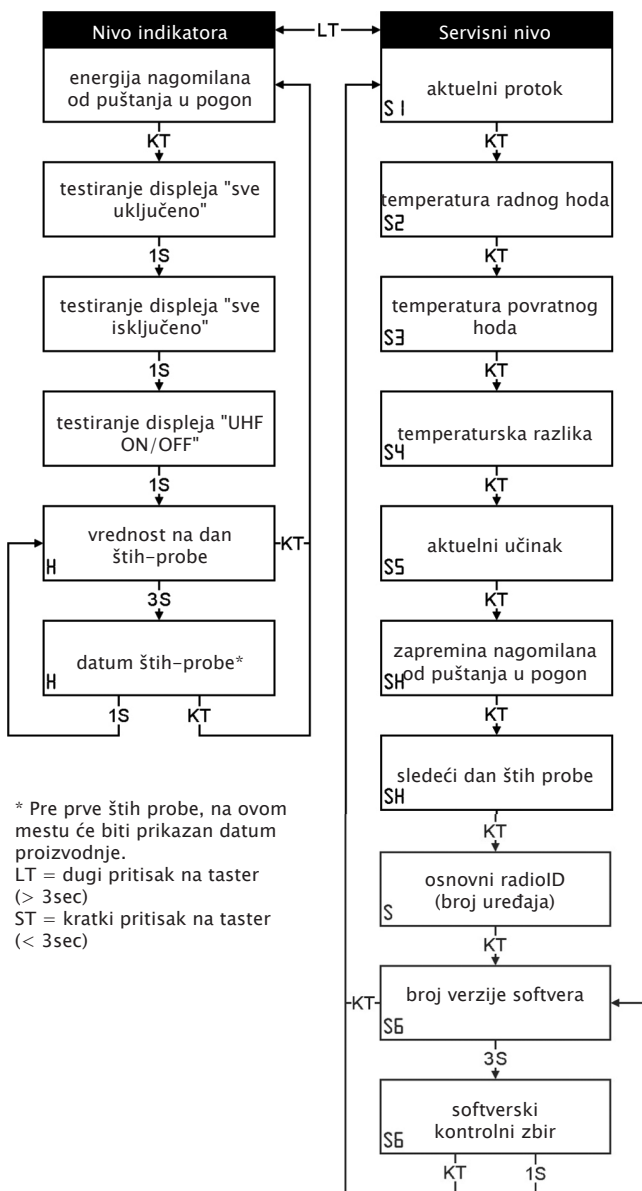 Nivo indikatora
LT
Servisni nivo
energija nagomilana
od puštanja u pogon
KT
testiranje displeja "sve
uključeno"
1S
testiranje displeja "sve
isključeno"
1S
testiranje displeja "UHF
ON/OFF"
1S
vrednost na dan
štih-probe
H
KT
3S
datum štih-probe*
H
1S
KT
* Pre prve štih probe, na ovom
mestu će biti prikazan datum
proizvodnje.
LT = dugi pritisak na taster
(> 3sec)
ST = kratki pritisak na taster
(< 3sec)
aktuelni protok
S1
KT
temperatura radnog hoda
S2
KT
temperatura povratnog
hoda
S3
KT
temperaturska razlika
S4
KT
aktuelni učinak
S5
KT
zapremina nagomilana
od puštanja u pogon
SH
KT
sledeći dan štih probe
SH
KT
osnovni radioID
(broj uređaja)
S
KT
broj verzije softvera
S6
KT
3S
softverski
kontrolni zbir
S6
KT
1S